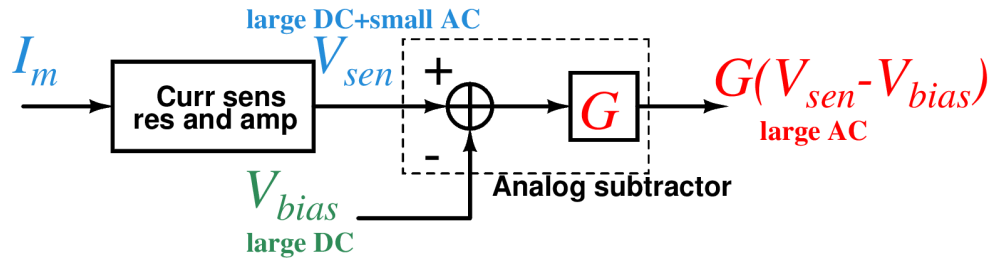 large DC+small AC
I_m
V_sen
+
Curr sens
res and amp
G
G(V_sen-V_bias)
large AC
-
V_bias
Analog subtractor
large DC